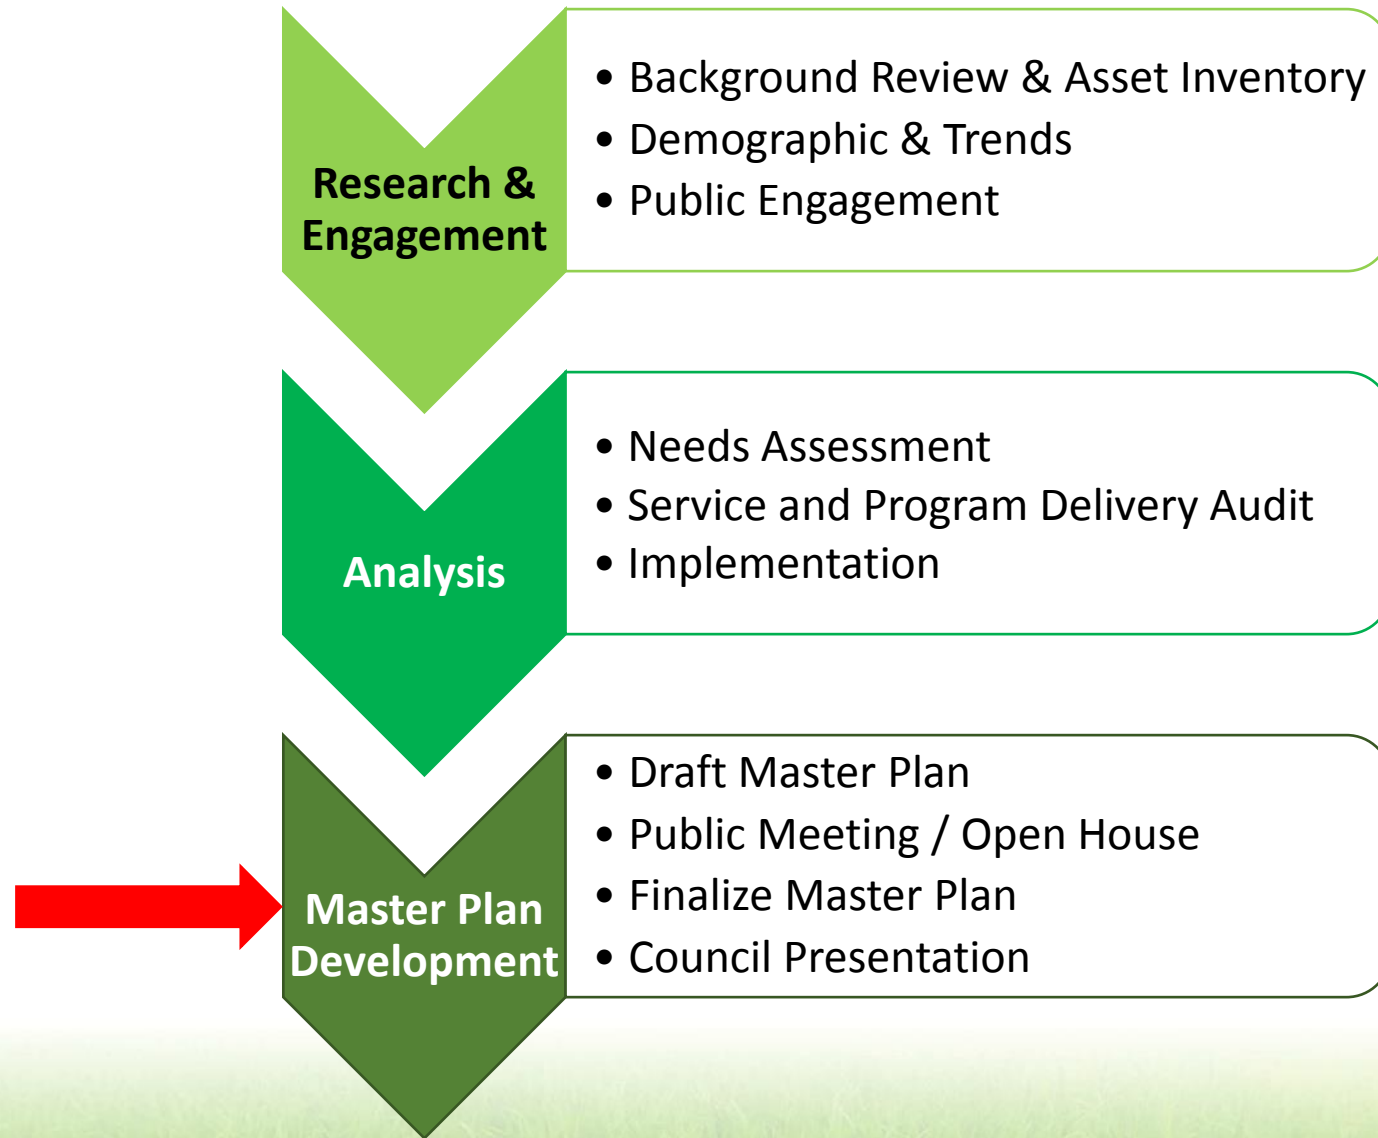 Research &
Engagement
• Background Review & Asset Inventory
• Demographic & Trends
• Public Engagement
Analysis
• Needs Assessment
• Service and Program Delivery Audit
• Implementation
Master Plan
Development
• Draft Master Plan
• Public Meeting / Open House
• Finalize Master Plan
• Council Presentation